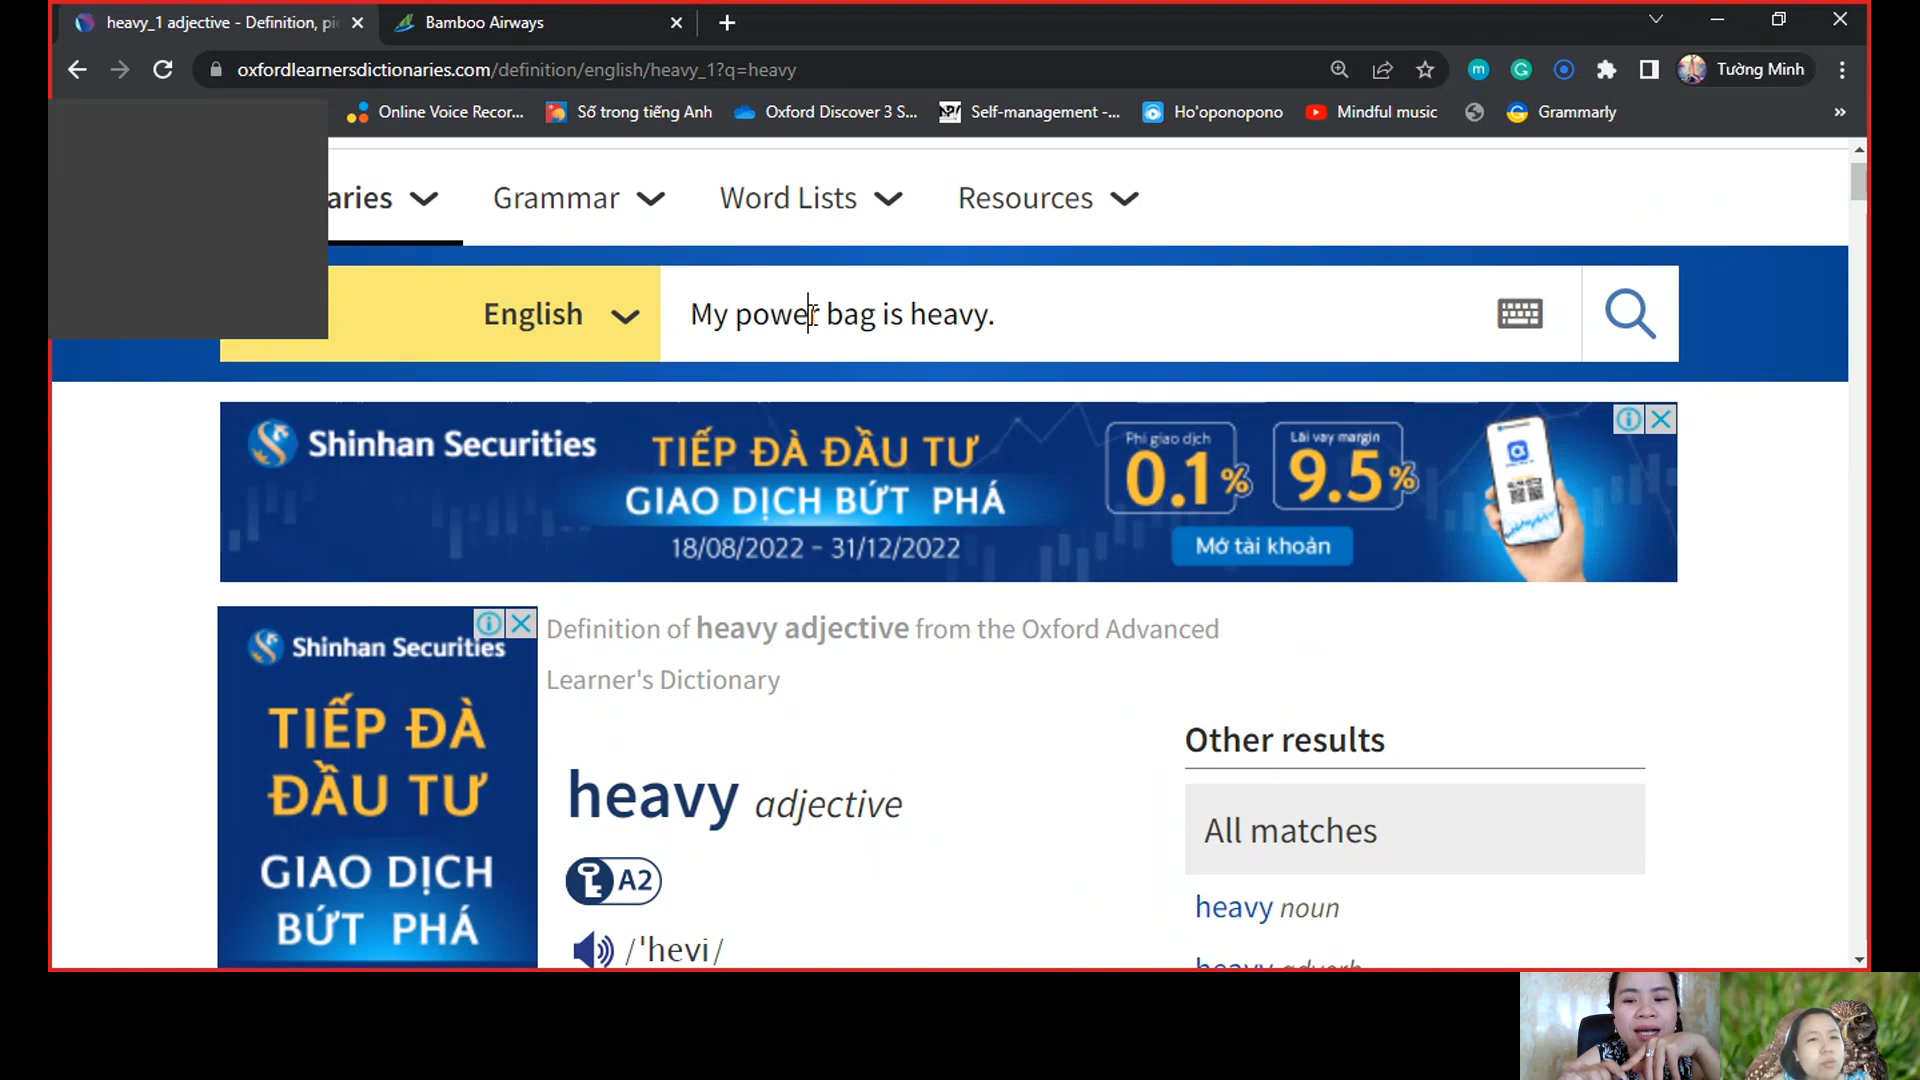 heavy_1 adjective - Definition, pi
Bamboo Airways
oxfordlearnersdictionaries.com/definition/english/heavy_1?q=heavy
Tường Minh
Online Voice Recor...
Số trong tiếng Anh
Oxford Discover 3 S...
Self-management -...
Ho'oponopono
Mindful music
Grammarly
aries
Grammar
Word Lists
Resources
English
My power bag is heavy.
Shinhan Securities
TIẾP ĐÀ ĐẦU TƯ
GIAO DỊCH BỨT PHÁ
18/08/2022 - 31/12/2022
Phí giao dịch
0.1%
Lãi vay margin
9.5%
Mở tài khoản
Shinhan Securities
TIẾP ĐÀ
ĐẦU TƯ
GIAO DỊCH
BỨT PHÁ
Definition of heavy adjective from the Oxford Advanced
Learner's Dictionary
heavy adjective
A2
/ˈhevi/
Other results
All matches
heavy noun
heavy adverb